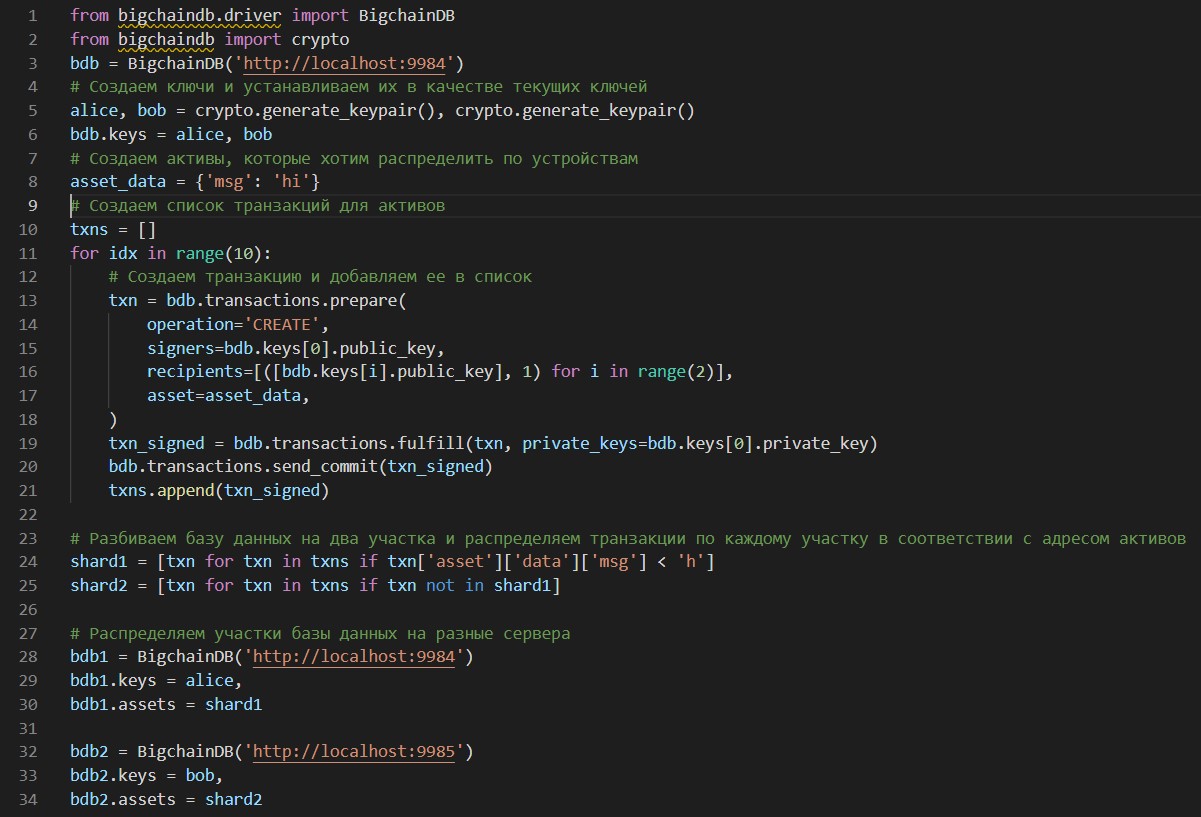 1 from bigchaindb.driver import BigchainDB
2 from bigchaindb import crypto
3 bdb = BigchainDB('http://localhost:9984')
4 # Создаем ключи и устанавливаем их в качестве текущих ключей
5 alice, bob = crypto.generate_keypair(), crypto.generate_keypair()
6 bdb.keys = alice, bob
7 # Создаем активы, которые хотим распределить по устройствам
8 asset_data = {'msg': 'hi'}
9 # Создаем список транзакций для активов
10 txns = []
11 for idx in range(10):
12     # Создаем транзакцию и добавляем ее в список
13     txn = bdb.transactions.prepare(
14         operation='CREATE',
15         signers=bdb.keys[0].public_key,
16         recipients=[([bdb.keys[i].public_key], 1) for i in range(2)],
17         asset=asset_data,
18     )
19     txn_signed = bdb.transactions.fulfill(txn, private_keys=bdb.keys[0].private_key)
20     bdb.transactions.send_commit(txn_signed)
21     txns.append(txn_signed)
22
23 # Разбиваем базу данных на два участка и распределяем транзакции по каждому участку в соответствии с адресом активов
24 shard1 = [txn for txn in txns if txn['asset']['data']['msg'] < 'h']
25 shard2 = [txn for txn in txns if txn not in shard1]
26
27 # Распределяем участки базы данных на разные сервера
28 bdb1 = BigchainDB('http://localhost:9984')
29 bdb1.keys = alice,
30 bdb1.assets = shard1
31
32 bdb2 = BigchainDB('http://localhost:9985')
33 bdb2.keys = bob,
34 bdb2.assets = shard2